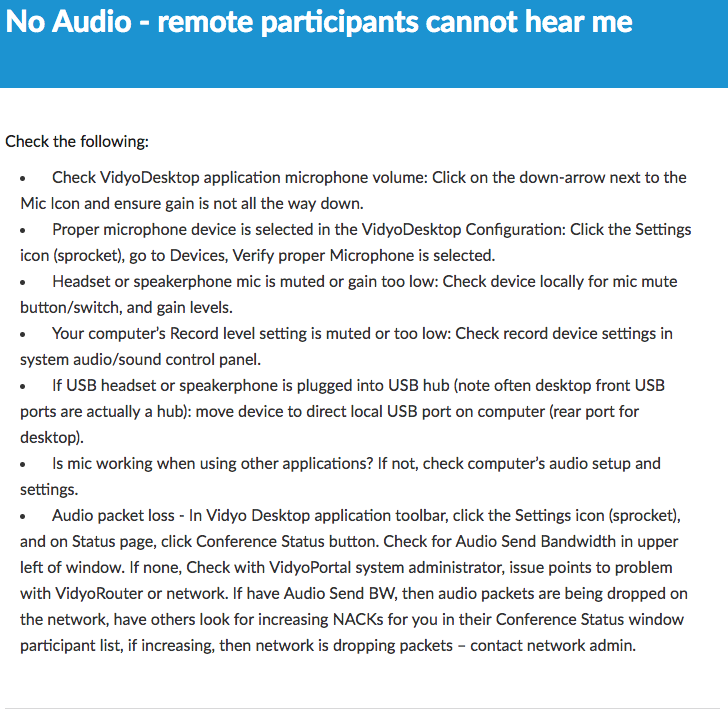 No Audio - remote participants cannot hear me
Check the following:
• Check VidyoDesktop application microphone volume: Click on the down-arrow next to the
Mic Icon and ensure gain is not all the way down.
• Proper microphone device is selected in the VidyoDesktop Configuration: Click the Settings
icon (sprocket), go to Devices, Verify proper Microphone is selected.
• Headset or speakerphone mic is muted or gain too low: Check device locally for mic mute
button/switch, and gain levels.
• Your computer's Record level setting is muted or too low: Check record device settings in
system audio/sound control panel.
• If USB headset or speakerphone is plugged into USB hub (note often desktop front USB
ports are actually a hub): move device to direct local USB port on computer (rear port for
desktop).
• Is mic working when using other applications? If not, check computer's audio setup and
settings.
• Audio packet loss - In Vidyo Desktop application toolbar, click the Settings icon (sprocket),
and on Status page, click Conference Status button. Check for Audio Send Bandwidth in upper
left of window. If none, Check with VidyoPortal system administrator, issue points to problem
with VidyoRouter or network. If have Audio Send BW, then audio packets are being dropped on
the network, have others look for increasing NACKs for you in their Conference Status window
participant list, if increasing, then network is dropping packets – contact network admin.